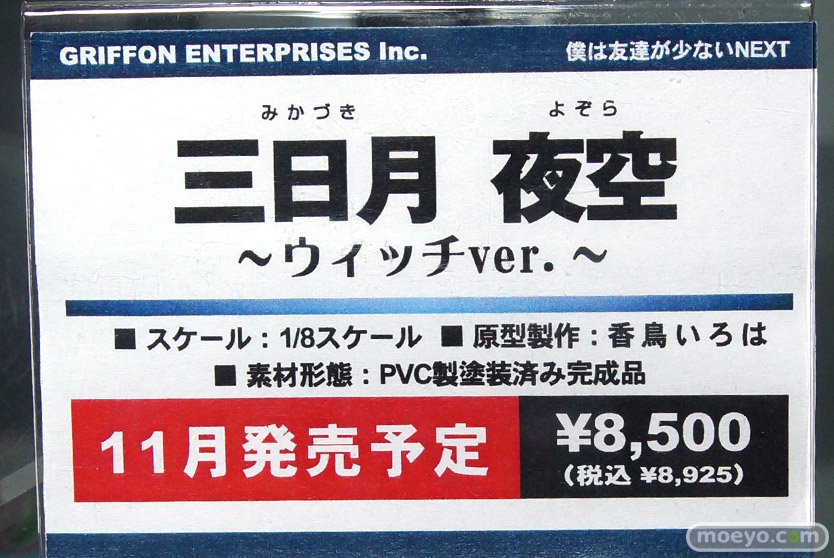 GRIFFON ENTERPRISES Inc. 僕は友達が少ないNEXT
みかづき よぞら
三日月 夜空
～ウィッチver.～
■ スケール：1/8スケール ■ 原型製作：香鳥いろは
■ 素材形態：PVC製塗装済み完成品
11月発売予定 ¥8,500
（税込 ¥8,925）
moeyo.com